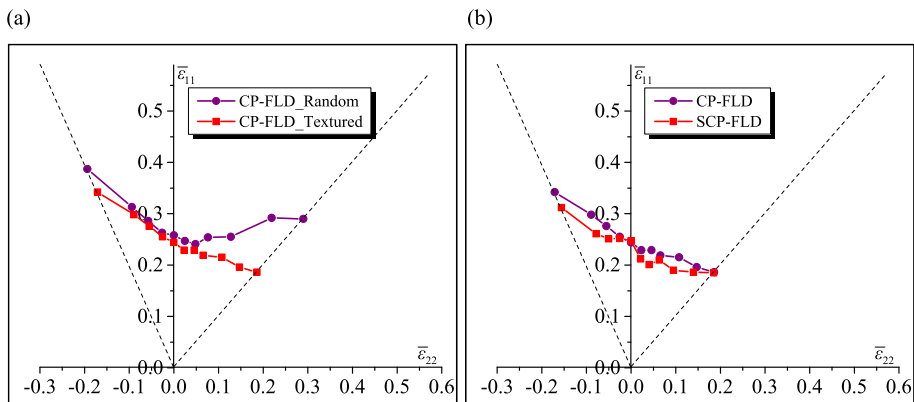 (a)
ε̅₁₁
CP-FLD_Random
CP-FLD_Textured
0.5
0.4
0.3
0.2
0.1
0.0
ε̅₂₂
-0.3 -0.2 -0.1 0.0 0.1 0.2 0.3 0.4 0.5 0.6
(b)
ε̅₁₁
CP-FLD
SCP-FLD
0.5
0.4
0.3
0.2
0.1
0.0
ε̅₂₂
-0.3 -0.2 -0.1 0.0 0.1 0.2 0.3 0.4 0.5 0.6